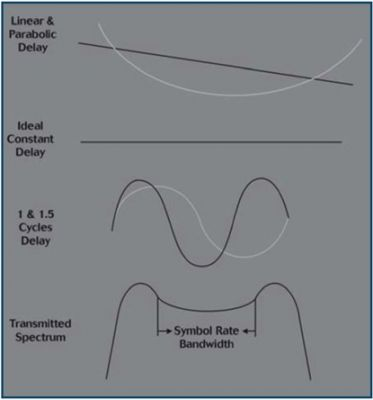 Linear &
Parabolic
Delay
Ideal
Constant
Delay
1 & 1.5
Cycles
Delay
Transmitted
Spectrum
Symbol Rate
Bandwidth